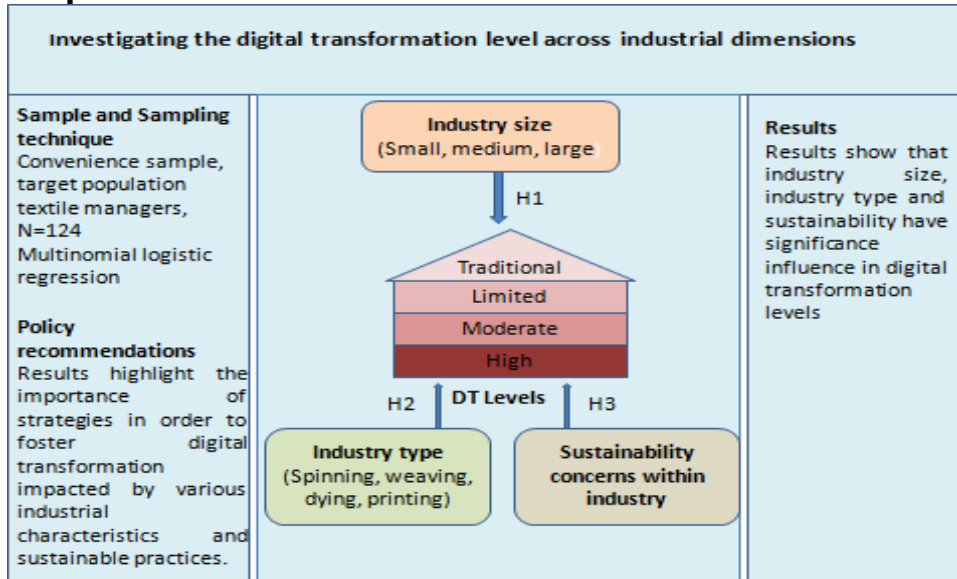 Investigating the digital transformation level across industrial dimensions
Sample and Sampling
technique
Convenience sample,
target population
textile managers,
N=124
Multinomial logistic
regression
Policy
recommendations
Results highlight the
importance of
strategies in order to
foster digital
transformation
impacted by various
industrial
characteristics and
sustainable practices.
Industry size
(Small, medium, large)
H1
Traditional
Limited
Moderate
High
H2
DT Levels
H3
Industry type
(Spinning, weaving,
dying, printing)
Sustainability
concerns within
industry
Results
Results show that
industry size,
industry type and
sustainability have
significance
influence in digital
transformation
levels